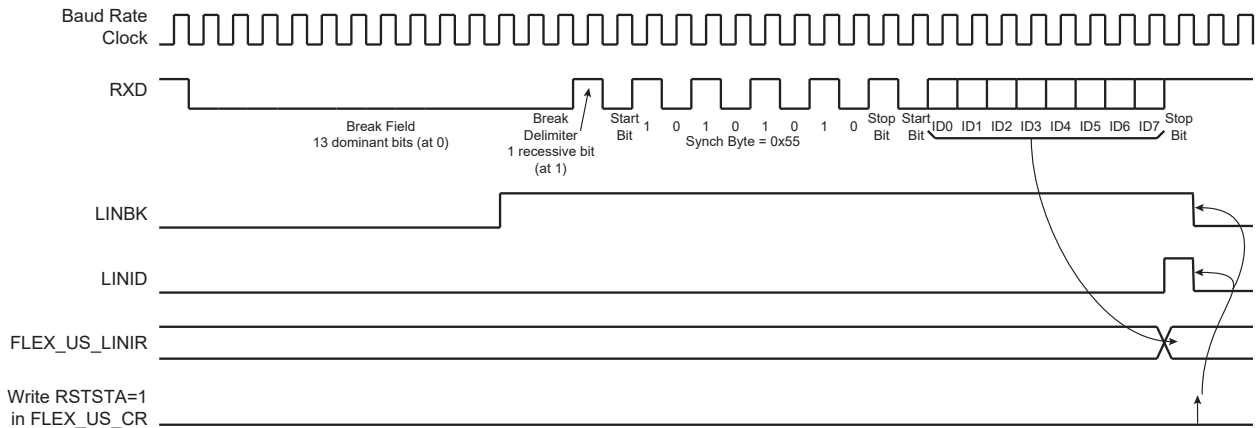 Baud Rate
Clock
RXD
Break Field
13 dominant bits (at 0)
Break
Delimiter
1 recessive bit
(at 1)
Start
Bit
1 0 1 0 1 0 1 0
Synch Byte = 0x55
Stop
Bit
Start
Bit
ID0 ID1 ID2 ID3 ID4 ID5 ID6 ID7
Stop
Bit
LINBK
LINID
FLEX_US_LINIR
Write RSTSTA=1
in FLEX_US_CR